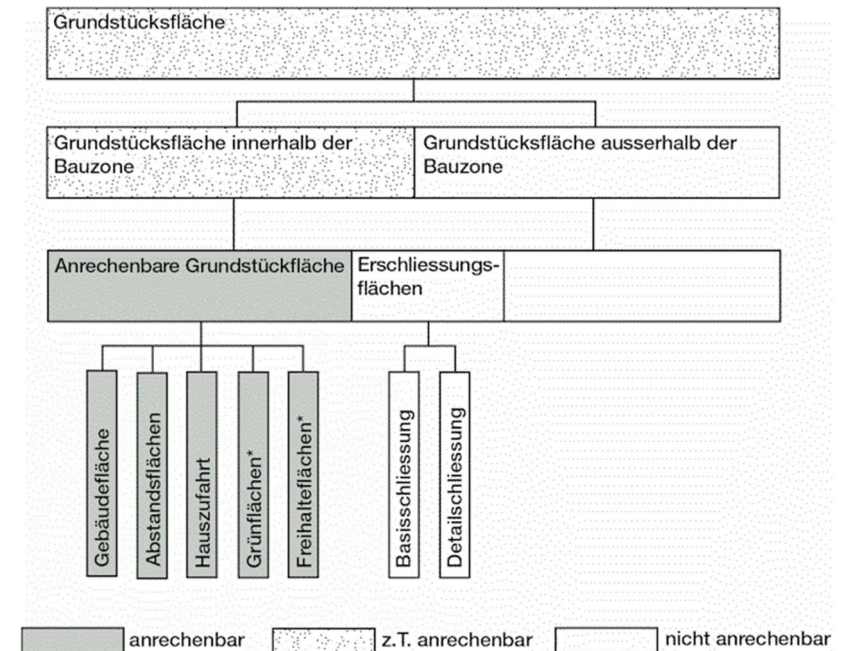 Grundstücksfläche
Grundstücksfläche innerhalb der
Bauzone
Grundstücksfläche ausserhalb der
Bauzone
Anrechenbare Grundstückfläche
Erschliessungs-
flächen
Gebäudefläche
Abstandsflächen
Hauszufahrt
Grünflächen*
Freihalteflächen*
Basisschliessung
Detailschliessung
anrechenbar
z.T. anrechenbar
nicht anrechenbar